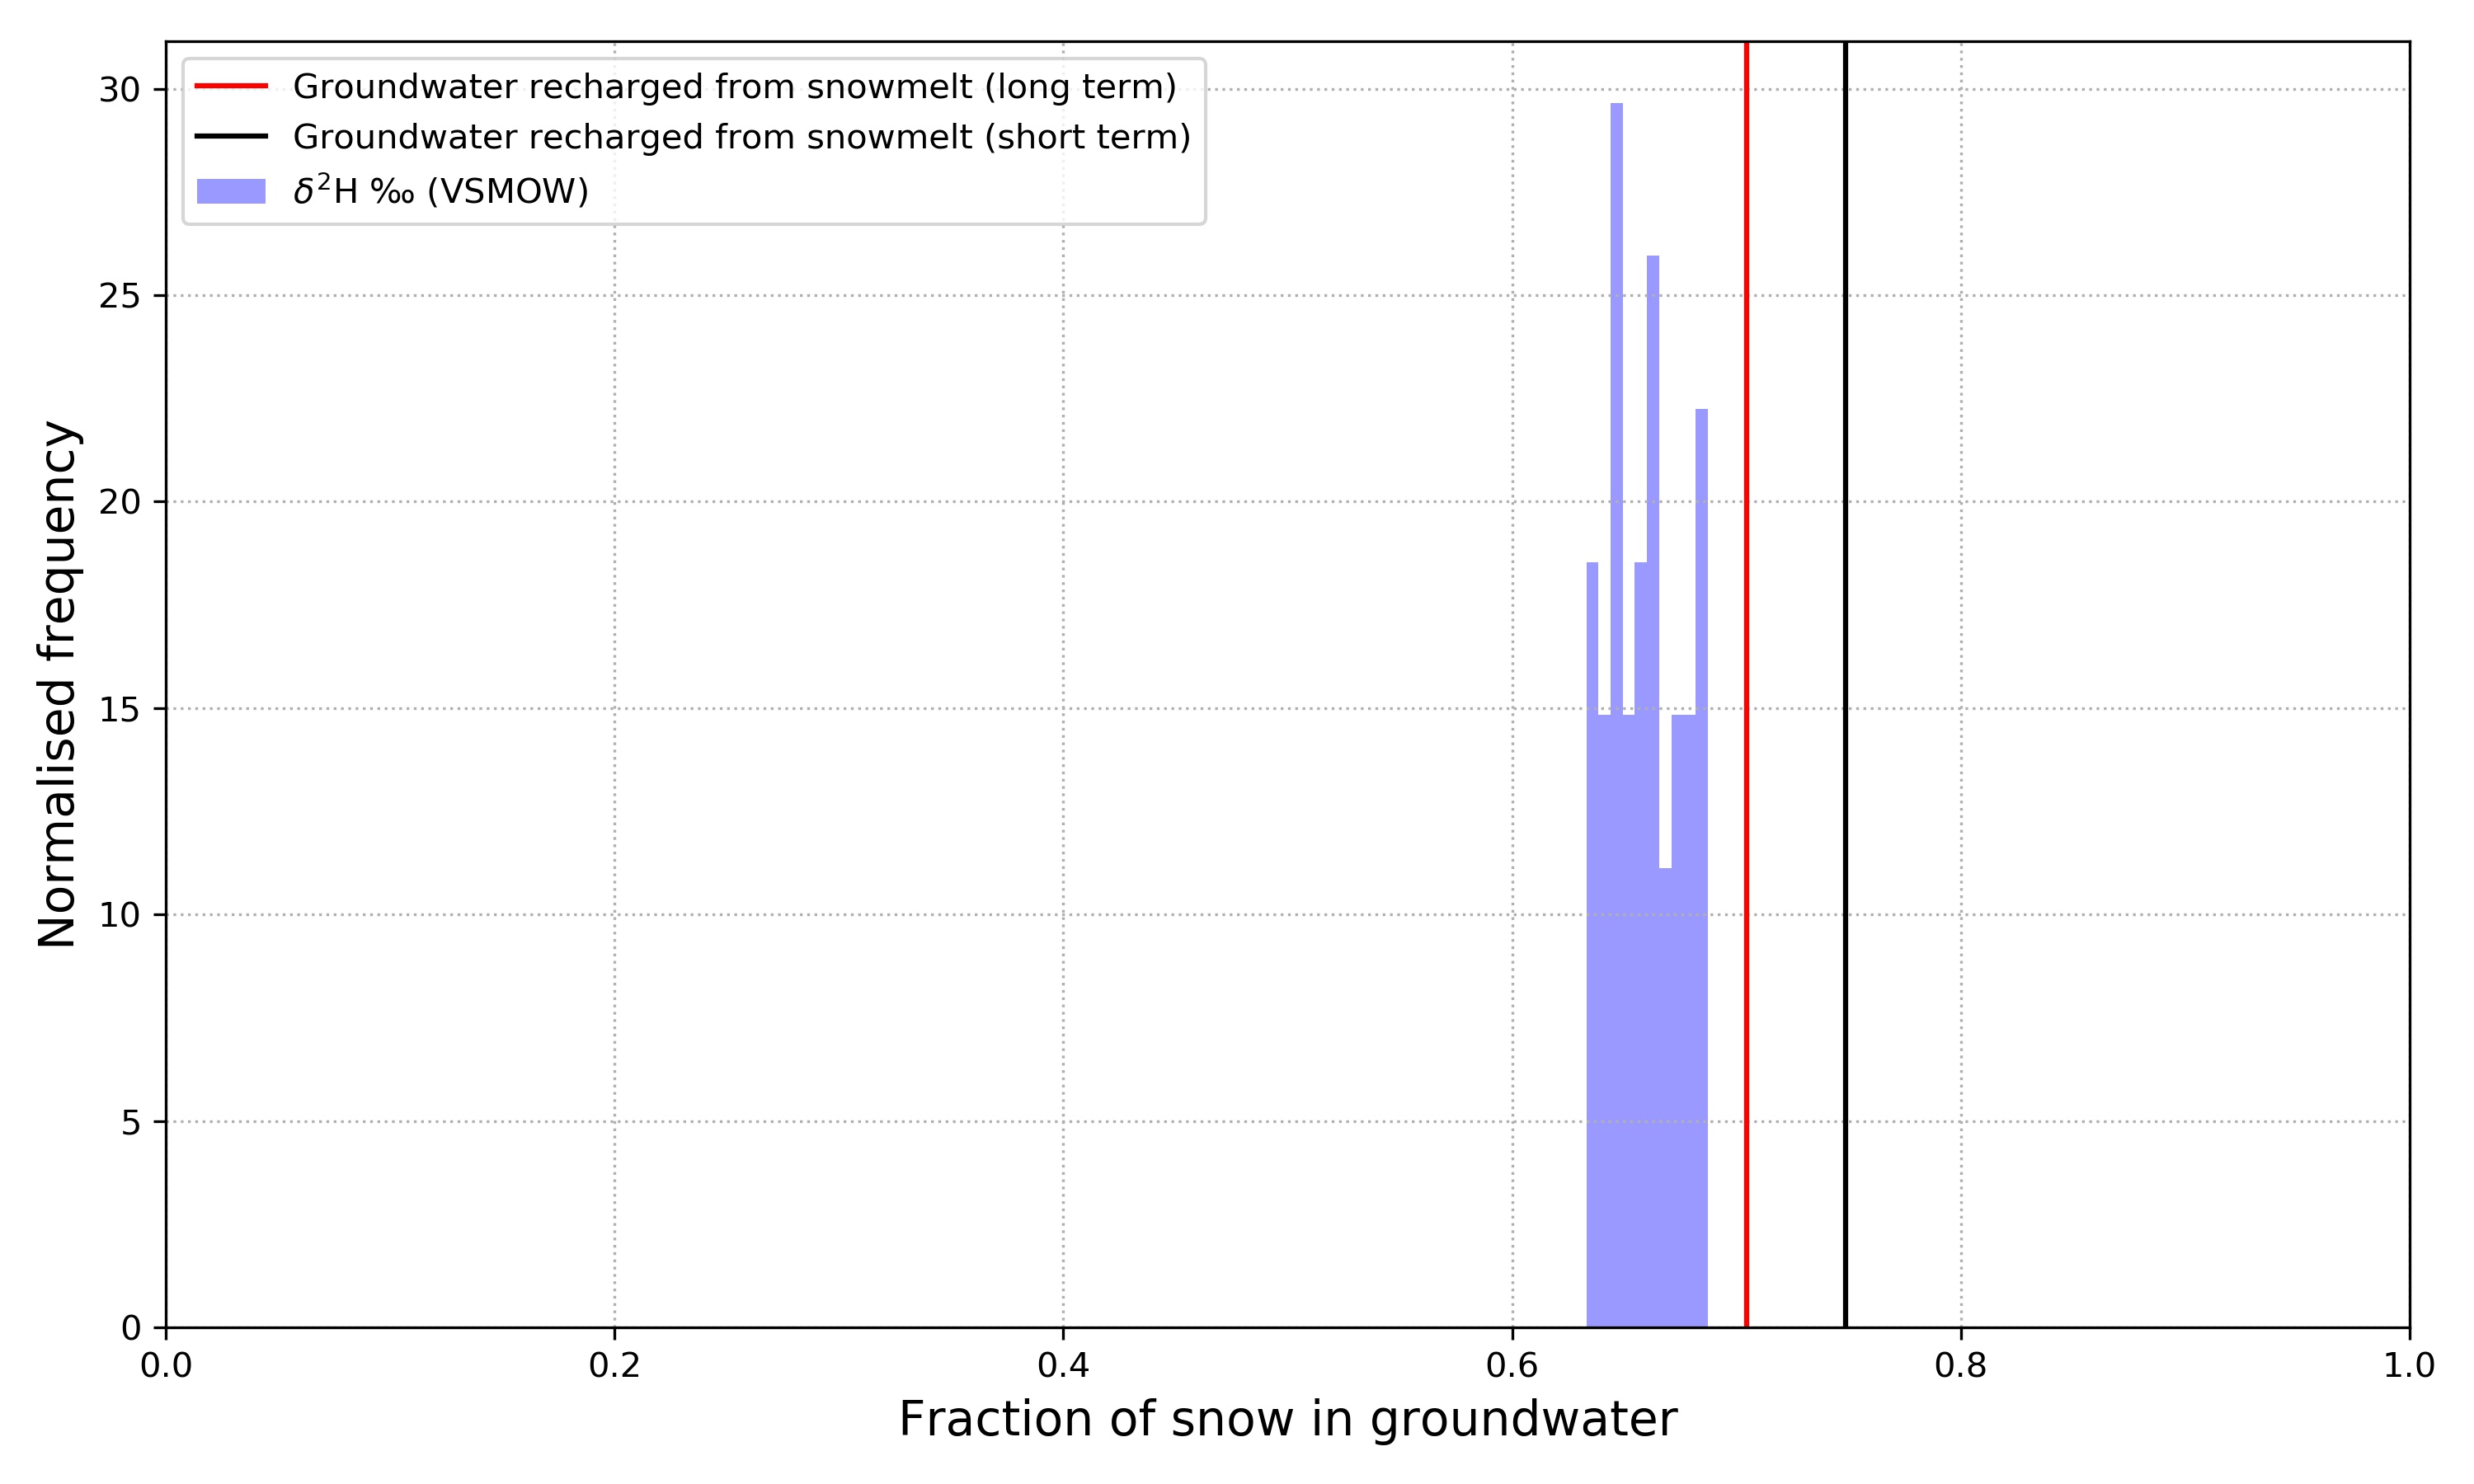 Groundwater recharged from snowmelt (long term)
Groundwater recharged from snowmelt (short term)
δ²H ‰ (VSMOW)
Normalised frequency
30
25
20
15
10
5
0
0.0 0.2 0.4 0.6 0.8 1.0
Fraction of snow in groundwater